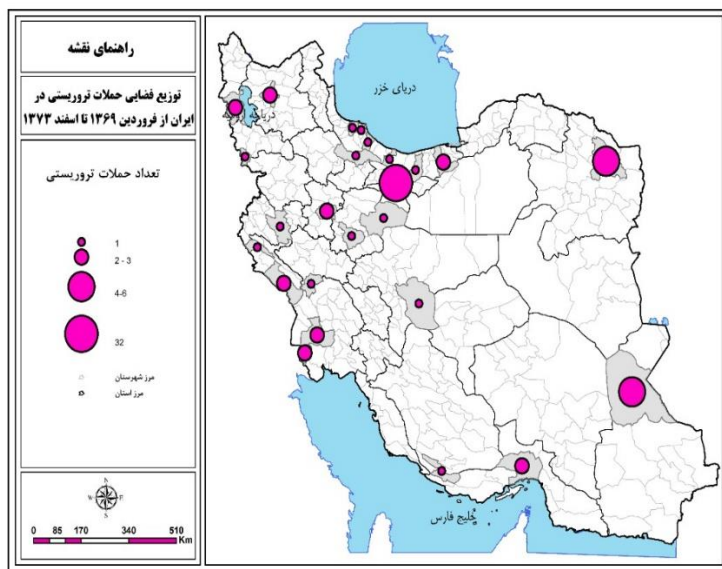 راهنمای نقشه
توزیع فضایی حملات تروریستی در
ایران از فروردین ۱۳۶۹ تا اسفند ۱۳۷۳
تعداد حملات تروریستی
1
2 - 3
4-6
32
مرز شهرستان
مرز استان
N
W E
S
0 85 170 340 510
Km
دریای خزر
خلیج فارس